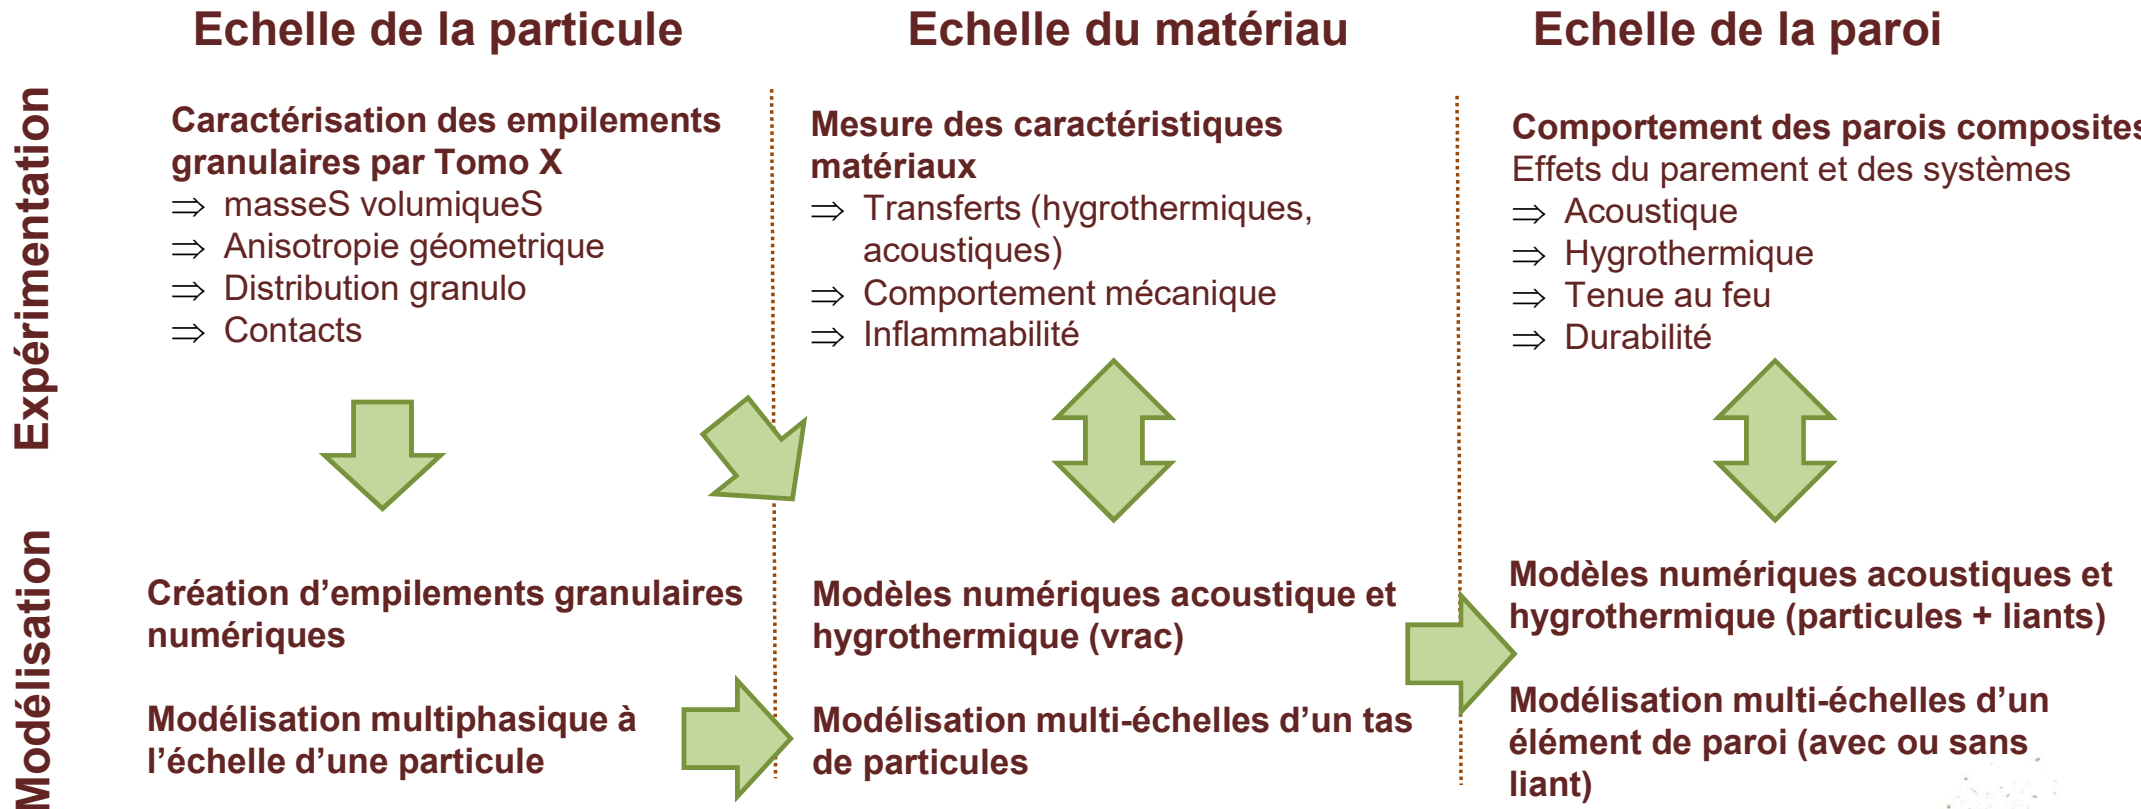 Echelle de la particule
Echelle du matériau
Echelle de la paroi
Expérimentation
Caractérisation des empilements
granulaires par Tomo X
⇒ masseS volumiqueS
⇒ Anisotropie géometrique
⇒ Distribution granulo
⇒ Contacts
Mesure des caractéristiques
matériaux
⇒ Transferts (hygrothermiques,
acoustiques)
⇒ Comportement mécanique
⇒ Inflammabilité
Comportement des parois composites
Effets du parement et des systèmes
⇒ Acoustique
⇒ Hygrothermique
⇒ Tenue au feu
⇒ Durabilité
Modélisation
Création d’empilements granulaires
numériques
Modélisation multiphasique à
l’échelle d’une particule
Modèles numériques acoustique et
hygrothermique (vrac)
Modélisation multi-échelles d’un tas
de particules
Modèles numériques acoustiques et
hygrothermique (particules + liants)
Modélisation multi-échelles d’un
élément de paroi (avec ou sans
liant)